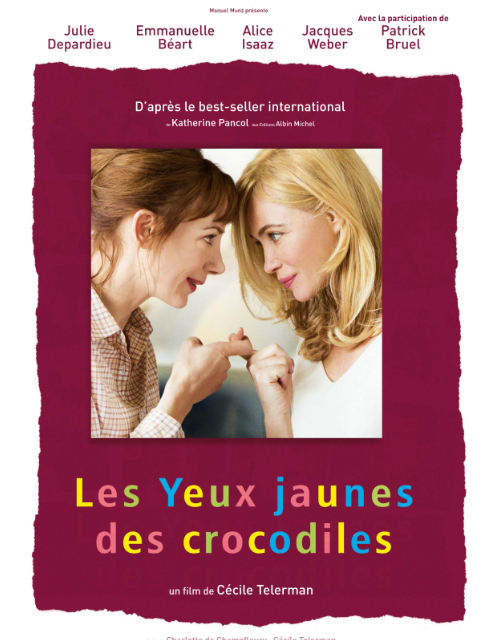 Manuel Munz présente
Avec la participation de
Julie Depardieu
Emmanuelle Béart
Alice Isaaz
Jacques Weber
Patrick Bruel
D'après le best-seller international
de Katherine Pancol aux Éditions Albin Michel
Les Yeux jaunes
des crocodiles
un film de Cécile Telerman